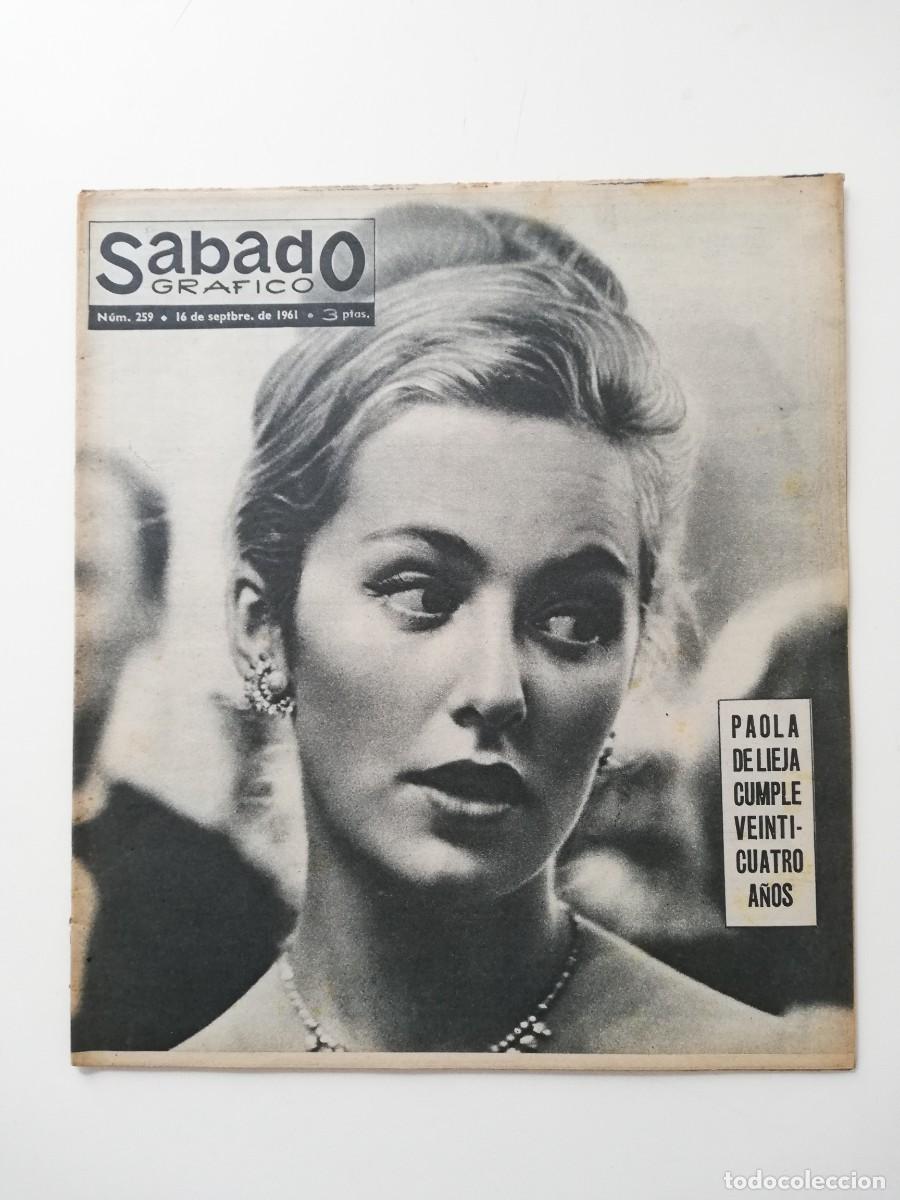 Sabado
GRAFICO
Núm. 259 • 16 de septbre. de 1961 • 3 ptas.
PAOLA
DE LIEJA
CUMPLE
VEINTI-
CUATRO
AÑOS
todocoleccion